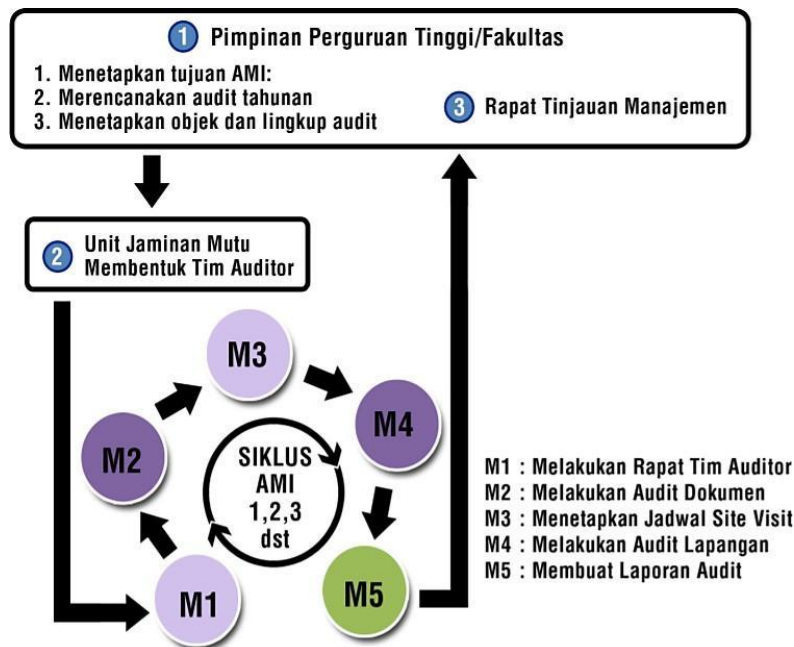 1 Pimpinan Perguruan Tinggi/Fakultas
1. Menetapkan tujuan AMI:
2. Merencanakan audit tahunan
3. Menetapkan objek dan lingkup audit
3 Rapat Tinjauan Manajemen
2 Unit Jaminan Mutu
Membentuk Tim Auditor
M3
M2
M4
SIKLUS
AMI
1,2,3
dst
M1
M5
M1 : Melakukan Rapat Tim Auditor
M2 : Melakukan Audit Dokumen
M3 : Menetapkan Jadwal Site Visit
M4 : Melakukan Audit Lapangan
M5 : Membuat Laporan Audit